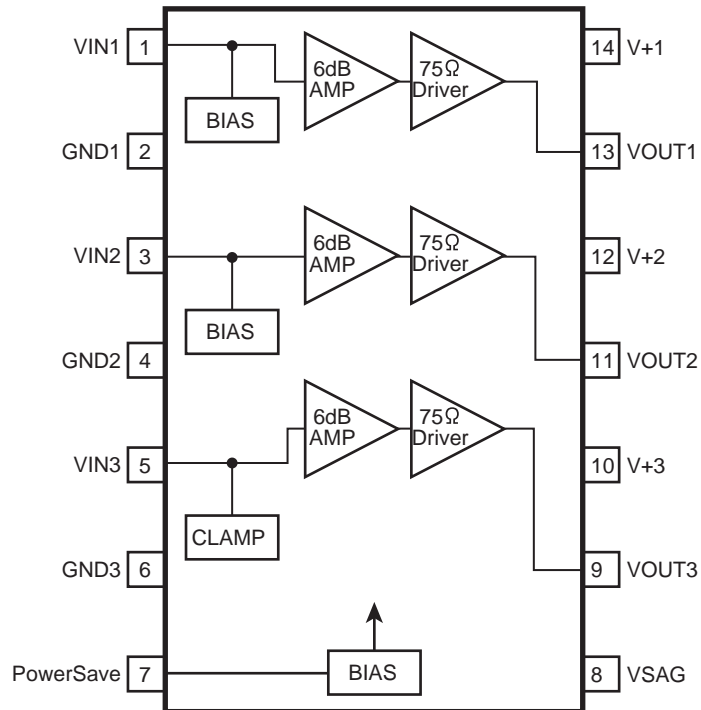 VIN1 1
6dB
AMP
75Ω
Driver
14 V+1
BIAS
GND1 2
13 VOUT1
VIN2 3
6dB
AMP
75Ω
Driver
12 V+2
BIAS
GND2 4
11 VOUT2
6dB
AMP
75Ω
Driver
VIN3 5
10 V+3
CLAMP
GND3 6
9 VOUT3
PowerSave 7
BIAS
8 VSAG